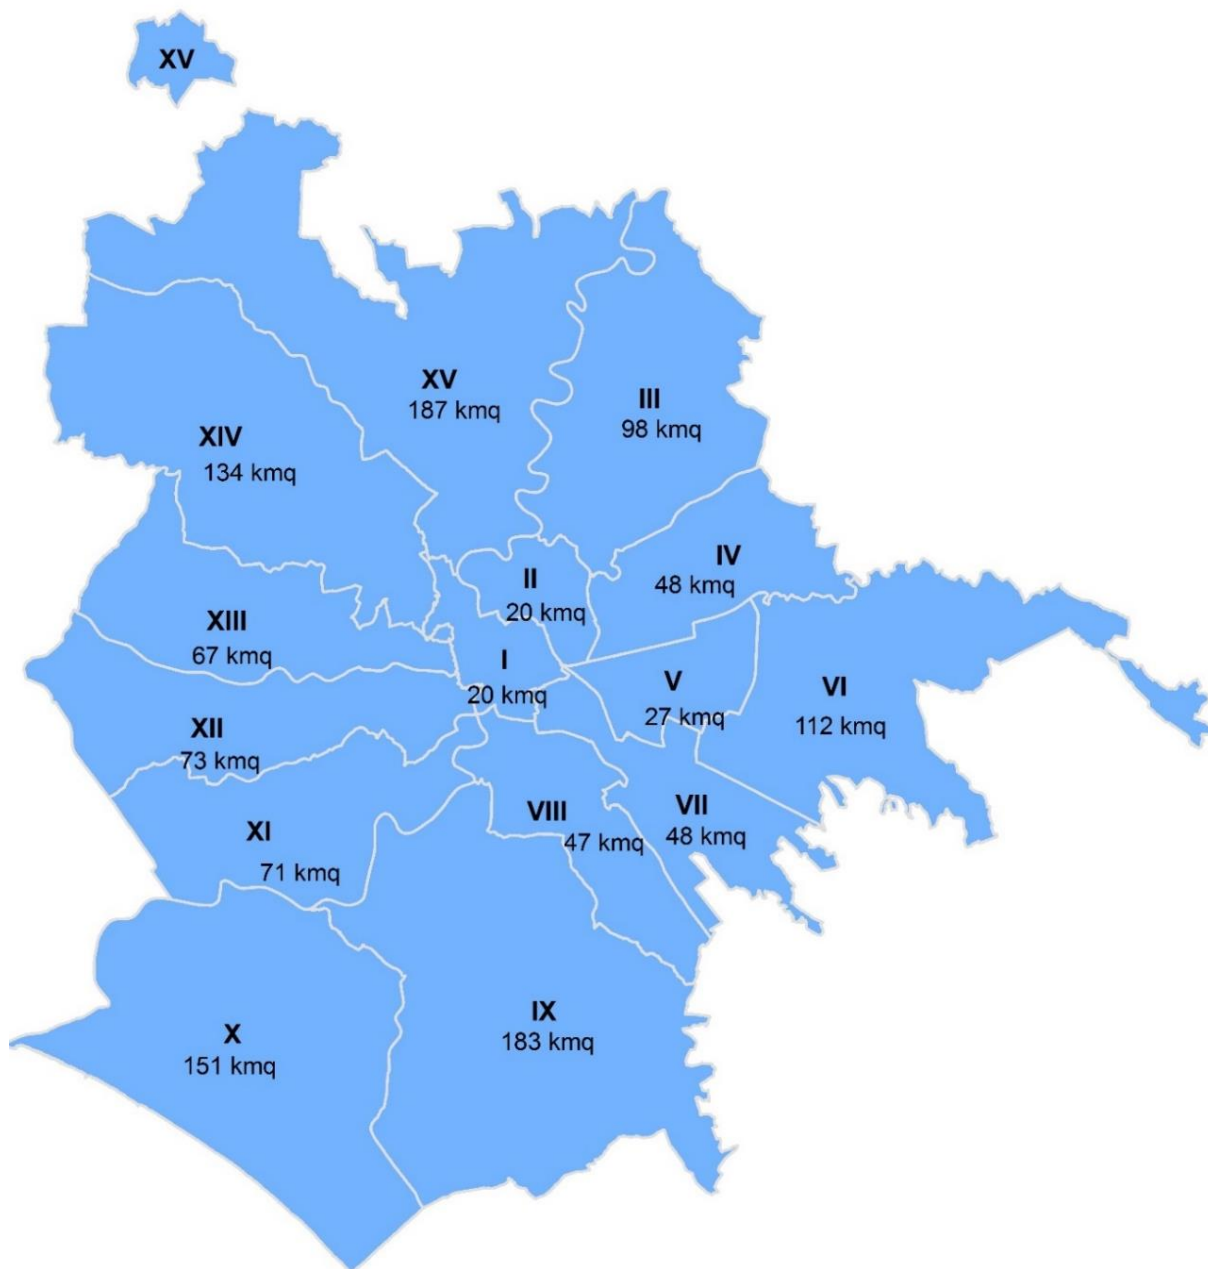 XV
XV
187 kmq
III
98 kmq
XIV
134 kmq
IV
48 kmq
II
20 kmq
XIII
67 kmq
I
20 kmq
V
27 kmq
VI
112 kmq
XII
73 kmq
XI
71 kmq
VIII
47 kmq
VII
48 kmq
IX
183 kmq
X
151 kmq